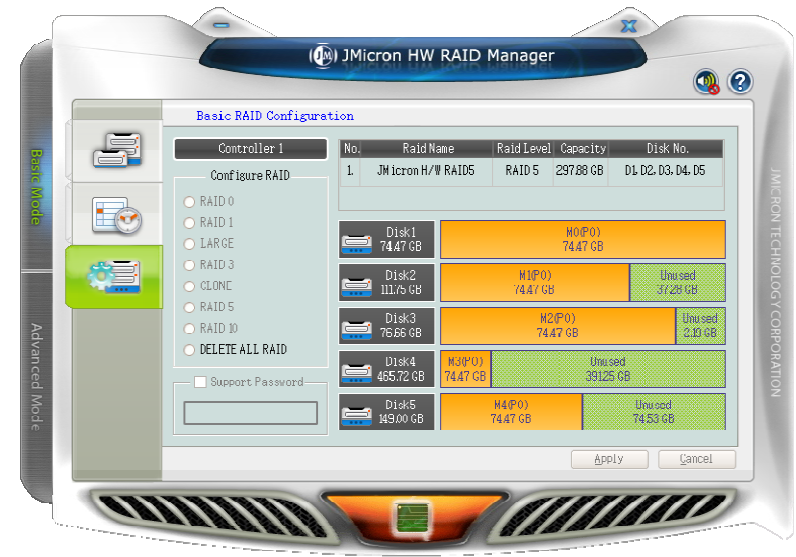 JM JMicron HW RAID Manager
Basic RAID Configuration
Basic Mode
Advanced Mode
Controller 1
Configure RAID
RAID 0
RAID 1
LARGE
RAID 3
CLONE
RAID 5
RAID 10
DELETE ALL RAID
Support Password
No. Raid Name Raid Level Capacity Disk No.
1. JMicron H/W RAID5 RAID 5 297.88 GB D1, D2, D3, D4, D5
Disk1 M0(P0)
74.47 GB 74.47 GB
Disk2 M1(P0) Unused
111.75 GB 74.47 GB 37.28 GB
Disk3 M2(P0) Unused
76.66 GB 74.47 GB 2.19 GB
Disk4 M3(P0) Unused
465.72 GB 74.47 GB 391.25 GB
Disk5 M4(P0) Unused
149.00 GB 74.47 GB 74.53 GB
Apply Cancel
JMICRON TECHNOLOGY CORPORATION